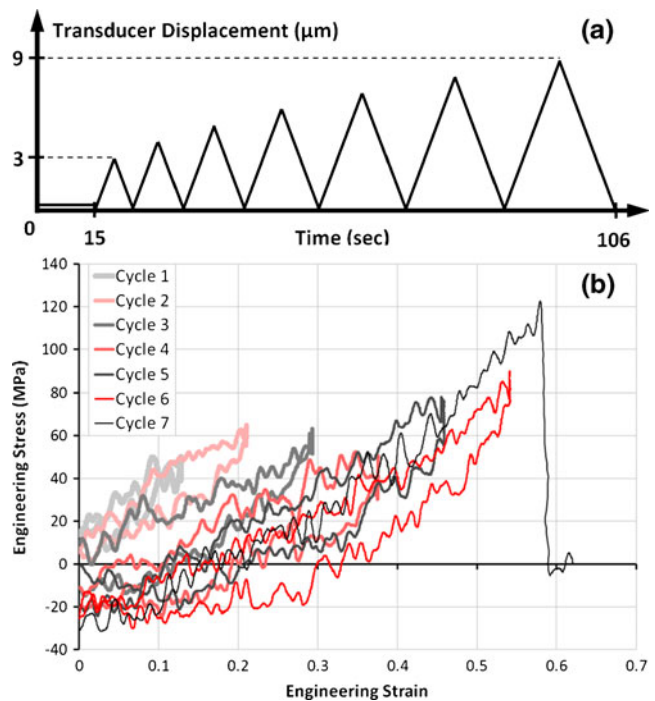 Transducer Displacement (µm)
(a)
9
3
0
15
Time (sec)
106
140
120
100
80
60
40
20
0
-20
-40
Engineering Stress (MPa)
(b)
Cycle 1
Cycle 2
Cycle 3
Cycle 4
Cycle 5
Cycle 6
Cycle 7
0
0.1
0.2
0.3
0.4
0.5
0.6
0.7
Engineering Strain